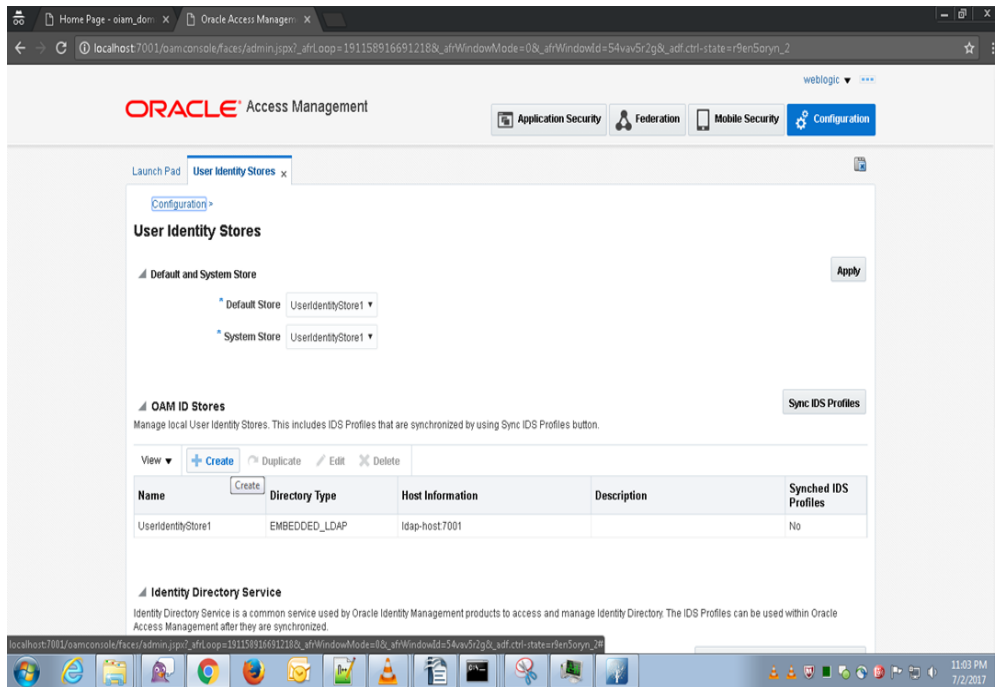 Home Page - oiam_dom x
Oracle Access Managem x
localhost:7001/oamconsole/faces/admin.jspx?_afrLoop=191158916691218&_afrWindowMode=0&_afrWindowId=54vav5r2g&_adf.ctrl-state=r9en5oryn_2
weblogic
ORACLE Access Management
Application Security
Federation
Mobile Security
Configuration
Launch Pad
User Identity Stores x
Configuration >
User Identity Stores
Default and System Store
Apply
* Default Store UserIdentityStore1
* System Store UserIdentityStore1
OAM ID Stores
Sync IDS Profiles
Manage local User Identity Stores. This includes IDS Profiles that are synchronized by using Sync IDS Profiles button.
View
Create
Duplicate
Edit
Delete
Create
Name Directory Type Host Information Description Synched IDS Profiles
UserIdentityStore1 EMBEDDED_LDAP ldap-host:7001 No
Identity Directory Service
Identity Directory Service is a common service used by Oracle Identity Management products to access and manage Identity Directory. The IDS Profiles can be used within Oracle
Access Management after they are synchronized.
localhost:7001/oamconsole/faces/admin.jspx?_afrLoop=191158916691218&_afrWindowMode=0&_afrWindowId=54vav5r2g&_adf.ctrl-state=r9en5oryn_2#
11:03 PM
7/2/2017